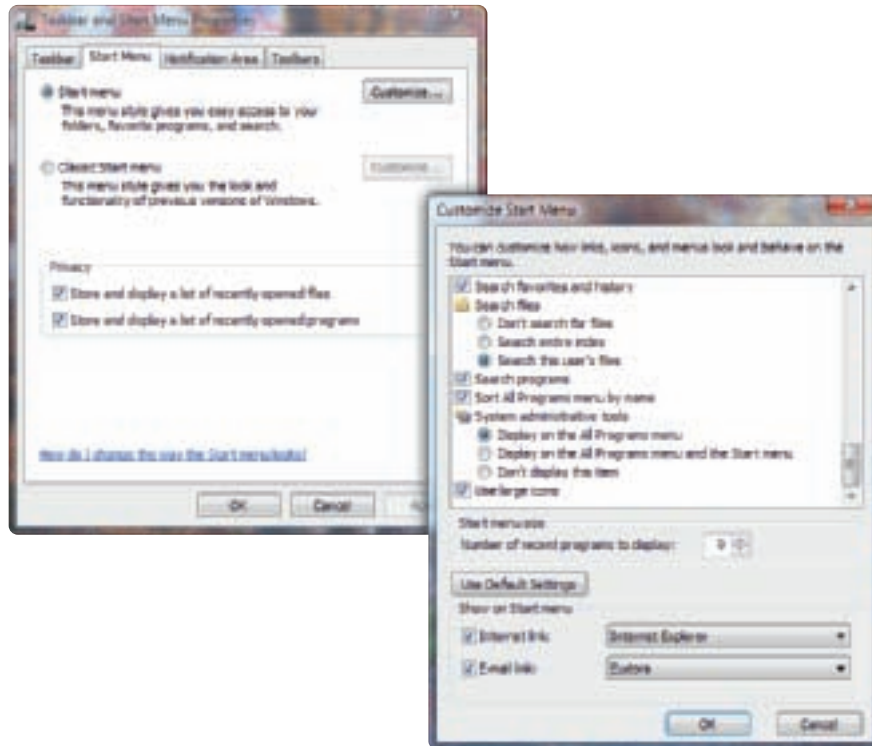 Taskbar and Start Menu Properties
Taskbar
Start Menu
Notification Area
Toolbars
Start menu
Customize...
This menu style gives you easy access to your
folders, favorite programs, and search.
Classic Start menu
Customize...
This menu style gives you the look and
functionality of previous versions of Windows.
Privacy
Store and display a list of recently opened files
Store and display a list of recently opened programs
How do I change the way the Start menu looks?
OK
Cancel
Customize Start Menu
You can customize how links, icons, and menus look and behave on the
Start menu.
Search favorites and history
Search files
Don't search for files
Search entire index
Search this user's files
Search programs
Sort All Programs menu by name
System administrative tools
Display on the All Programs menu
Display on the All Programs menu and the Start menu
Don't display this item
Use large icons
Start menu size
Number of recent programs to display:
Use Default Settings
Show on Start menu
Internet link:
Internet Explorer
E-mail link:
OK
Cancel